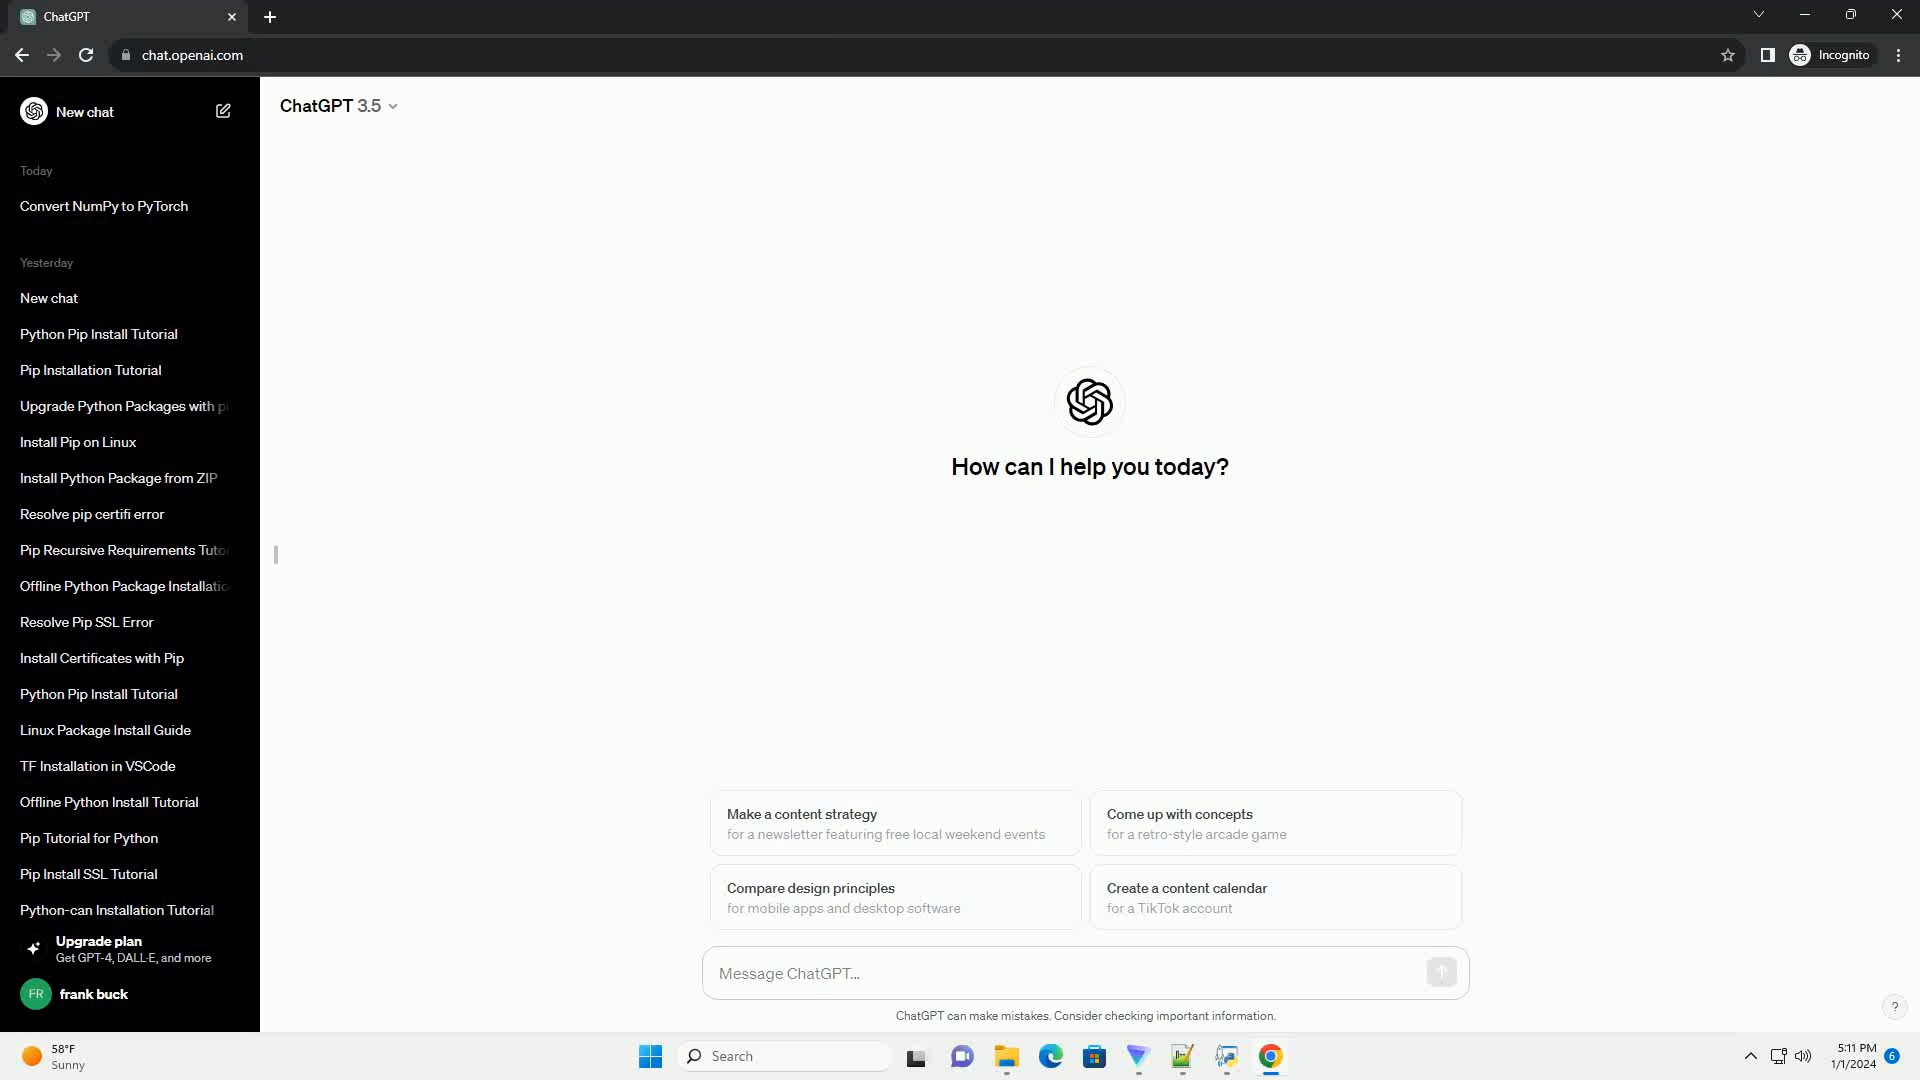 ChatGPT
chat.openai.com
Incognito
New chat
ChatGPT 3.5
Today
Convert NumPy to PyTorch
Yesterday
New chat
Python Pip Install Tutorial
Pip Installation Tutorial
Upgrade Python Packages with pi
Install Pip on Linux
Install Python Package from ZIP
Resolve pip certifi error
Pip Recursive Requirements Tuto
Offline Python Package Installatio
Resolve Pip SSL Error
Install Certificates with Pip
Python Pip Install Tutorial
Linux Package Install Guide
TF Installation in VSCode
Offline Python Install Tutorial
Pip Tutorial for Python
Pip Install SSL Tutorial
Python-can Installation Tutorial
Upgrade plan
Get GPT-4, DALL·E, and more
FR
frank buck
How can I help you today?
Make a content strategy
for a newsletter featuring free local weekend events
Come up with concepts
for a retro-style arcade game
Compare design principles
for mobile apps and desktop software
Create a content calendar
for a TikTok account
Message ChatGPT...
ChatGPT can make mistakes. Consider checking important information.
?
58°F
Sunny
Search
5:11 PM
1/1/2024
6